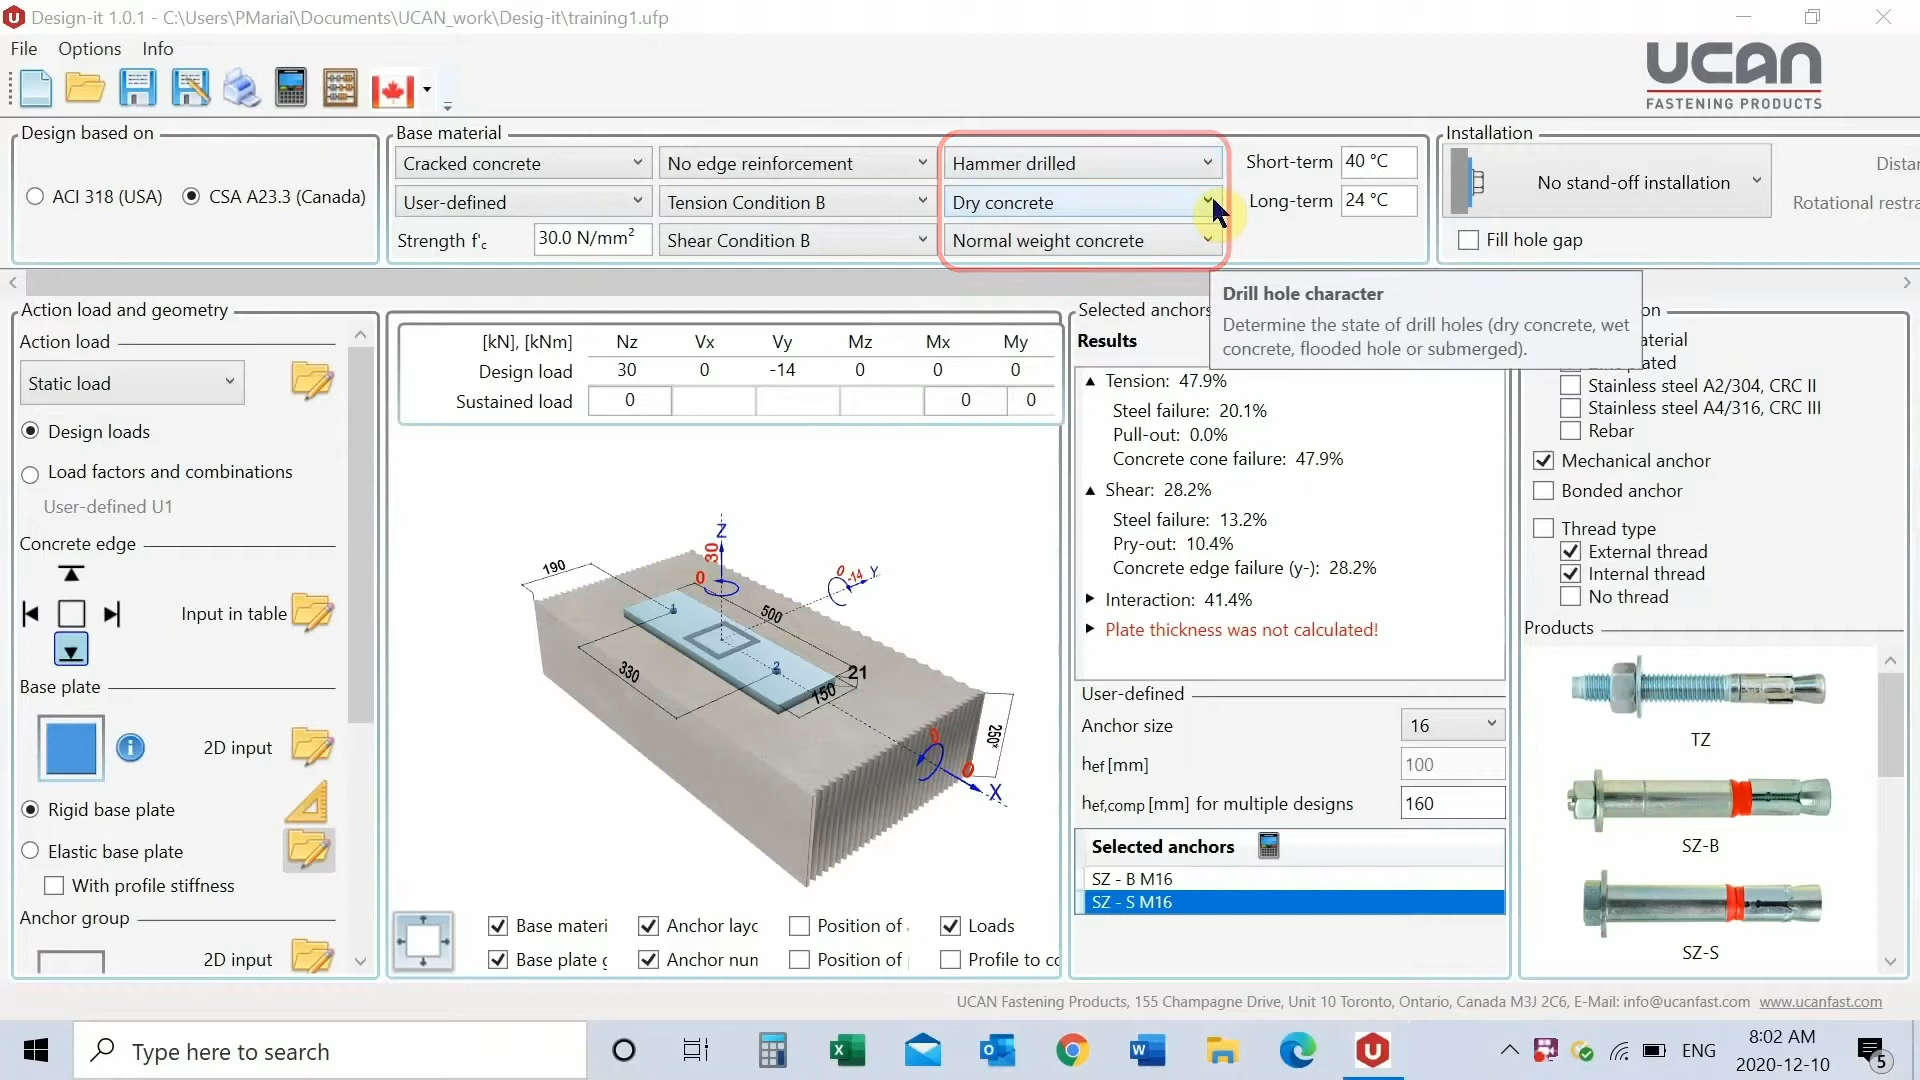 Design-it 1.0.1 - C:\Users\PMariai\Documents\UCAN_work\Desig-it\training1.ufp
File Options Info
UCAN
FASTENING PRODUCTS
Design based on
ACI 318 (USA) CSA A23.3 (Canada)
Base material
Cracked concrete No edge reinforcement Hammer drilled Short-term 40 °C
User-defined Tension Condition B Dry concrete Long-term 24 °C
Strength f'c 30.0 N/mm² Shear Condition B Normal weight concrete
Installation
No stand-off installation
Fill hole gap
Drill hole character
Determine the state of drill holes (dry concrete, wet
concrete, flooded hole or submerged).
Action load and geometry
Action load
Static load
Design loads
Load factors and combinations
User-defined U1
Concrete edge
Input in table
Base plate
2D input
Rigid base plate
Elastic base plate
With profile stiffness
Anchor group
2D input
[kN], [kNm] Nz Vx Vy Mz Mx My
Design load 30 0 -14 0 0 0
Sustained load 0 0 0
Z
30
0
190
0 -14 Y
1
500
330
2
21
150
250x
0
0
X
Base materi Anchor layc Position of Loads
Base plate g Anchor nun Position of Profile to co
Selected anchors
Results
Tension: 47.9%
Steel failure: 20.1%
Pull-out: 0.0%
Concrete cone failure: 47.9%
Shear: 28.2%
Steel failure: 13.2%
Pry-out: 10.4%
Concrete edge failure (y-): 28.2%
Interaction: 41.4%
Plate thickness was not calculated!
User-defined
Anchor size 16
hef [mm] 100
hef,comp [mm] for multiple designs 160
Selected anchors
SZ - B M16
SZ - S M16
Stainless steel A2/304, CRC II
Stainless steel A4/316, CRC III
Rebar
Mechanical anchor
Bonded anchor
Thread type
External thread
Internal thread
No thread
Products
TZ
SZ-B
SZ-S
UCAN Fastening Products, 155 Champagne Drive, Unit 10 Toronto, Ontario, Canada M3J 2C6, E-Mail: info@ucanfast.com www.ucanfast.com
Type here to search
ENG
8:02 AM
2020-12-10
5